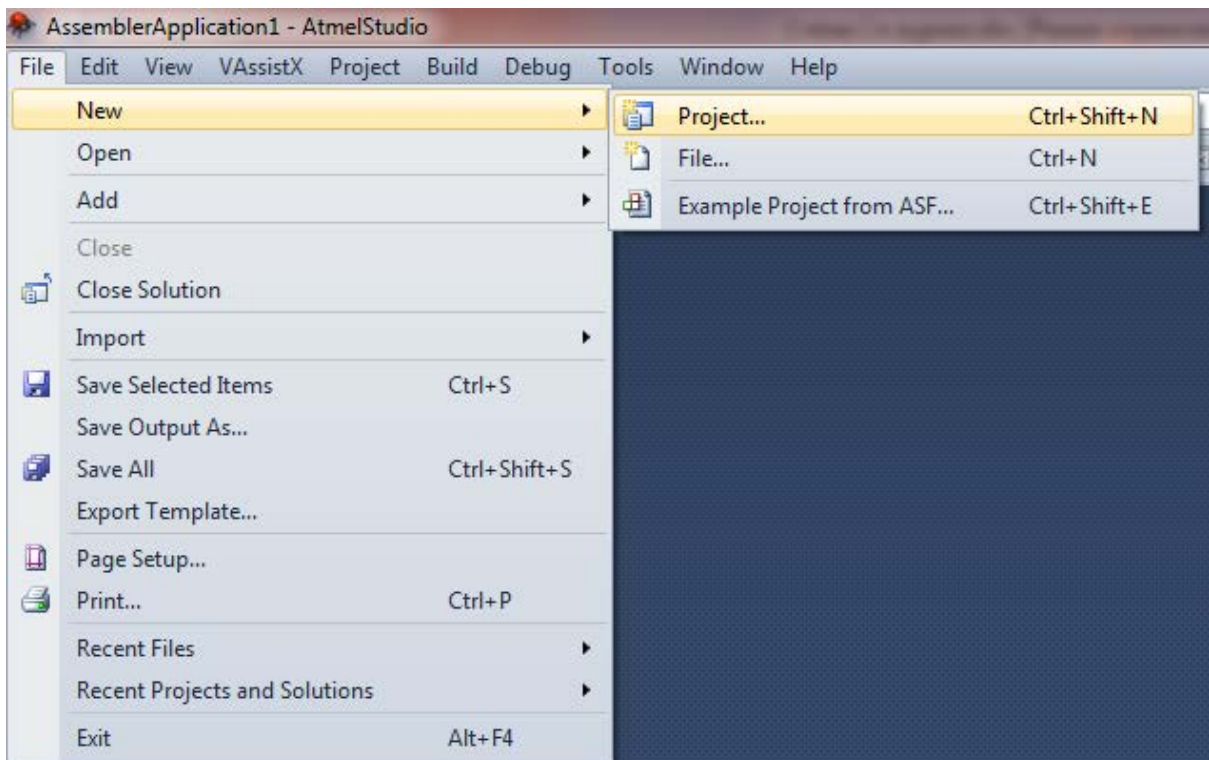 AssemblerApplication1 - AtmelStudio
File Edit View VAssistX Project Build Debug Tools Window Help
New
Open
Add
Close
Close Solution
Import
Save Selected Items Ctrl+S
Save Output As...
Save All Ctrl+Shift+S
Export Template...
Page Setup...
Print... Ctrl+P
Recent Files
Recent Projects and Solutions
Exit Alt+F4
Project... Ctrl+Shift+N
File... Ctrl+N
Example Project from ASF... Ctrl+Shift+E